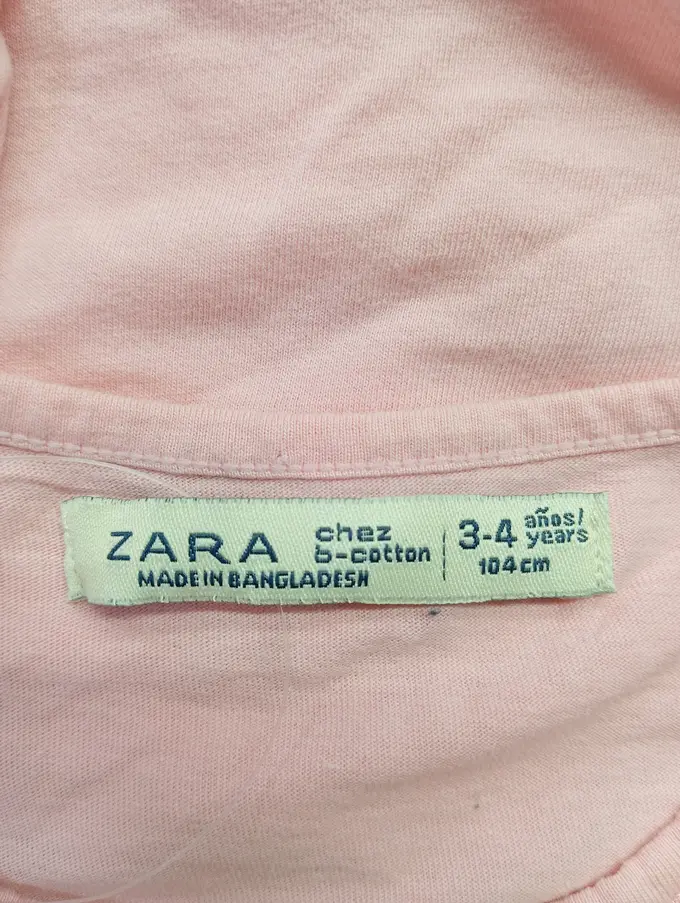 ZARA
MADE IN BANGLADESH
chez
b-cotton
3-4 años/
years
104 cm